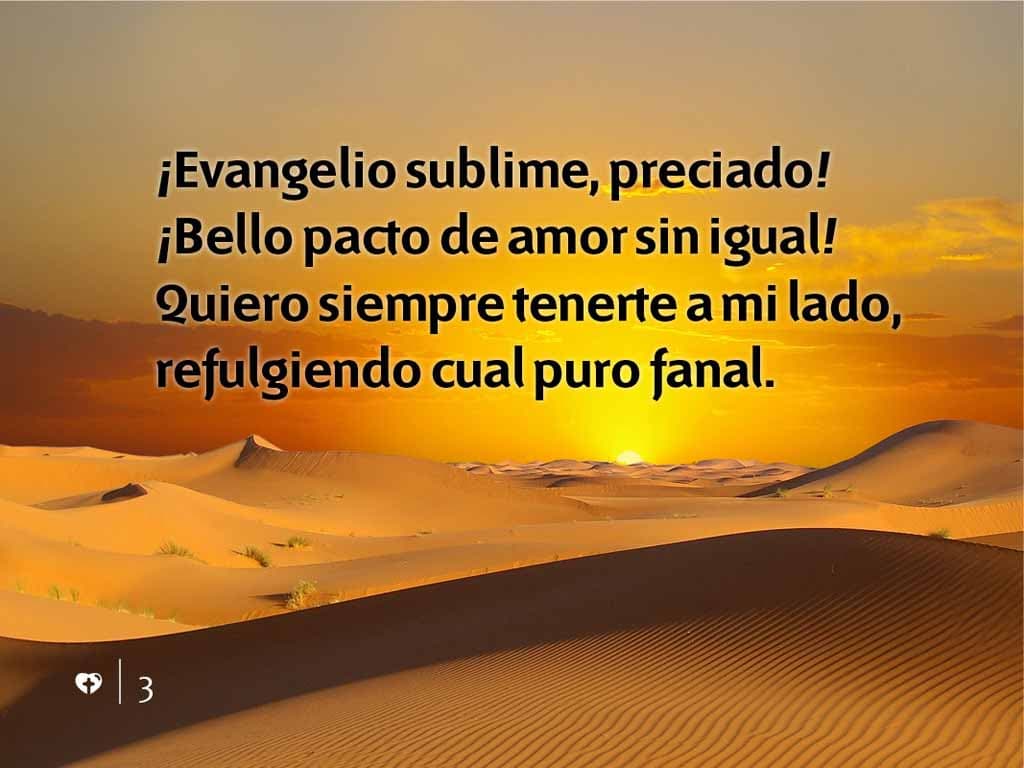 ¡Evangelio sublime, preciado!
¡Bello pacto de amor sin igual!
Quiero siempre tenerte a mi lado,
refulgiendo cual puro fanal.
3